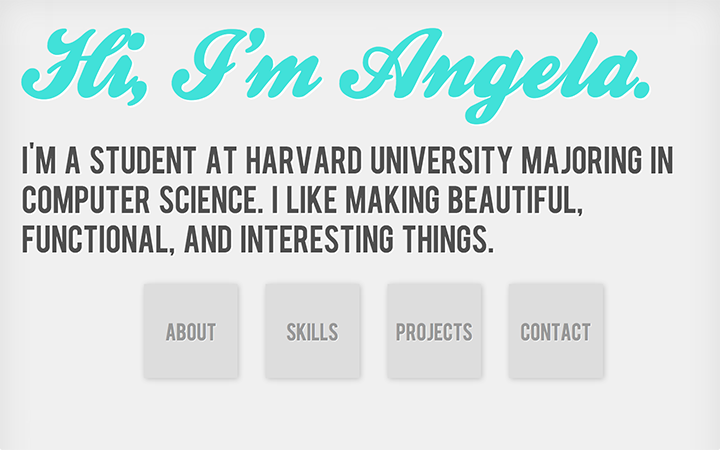 Hi, I'm Angela.
I'M A STUDENT AT HARVARD UNIVERSITY MAJORING IN
COMPUTER SCIENCE. I LIKE MAKING BEAUTIFUL,
FUNCTIONAL, AND INTERESTING THINGS.
ABOUT SKILLS PROJECTS CONTACT